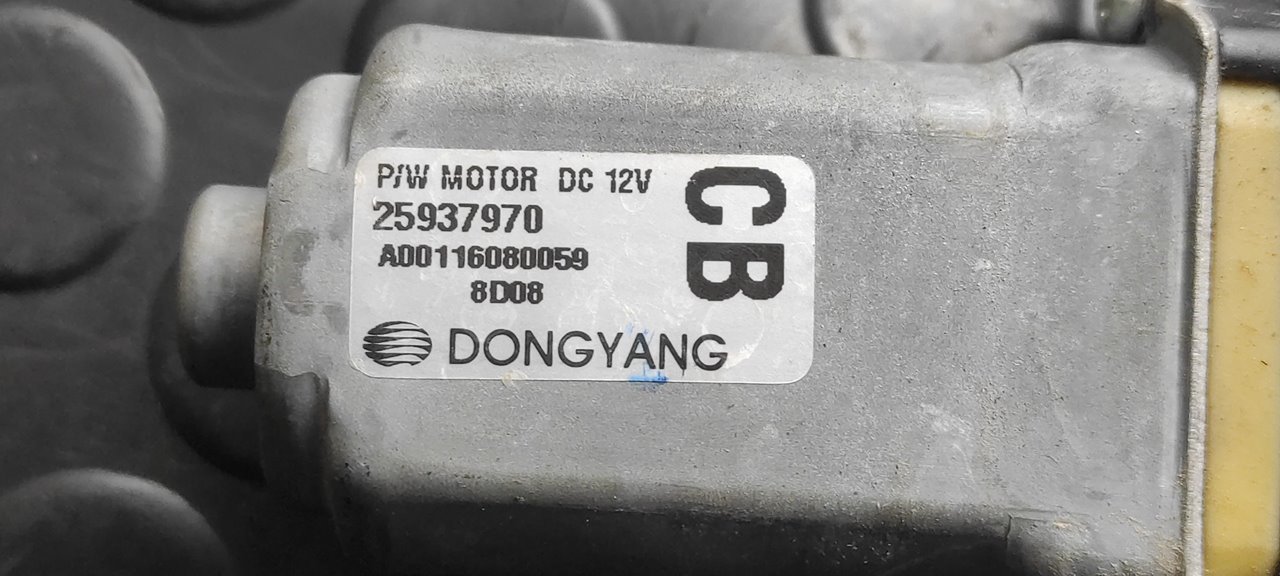 P/W MOTOR DC 12V
25937970
A00116080059
8D08
DONGYANG
CB